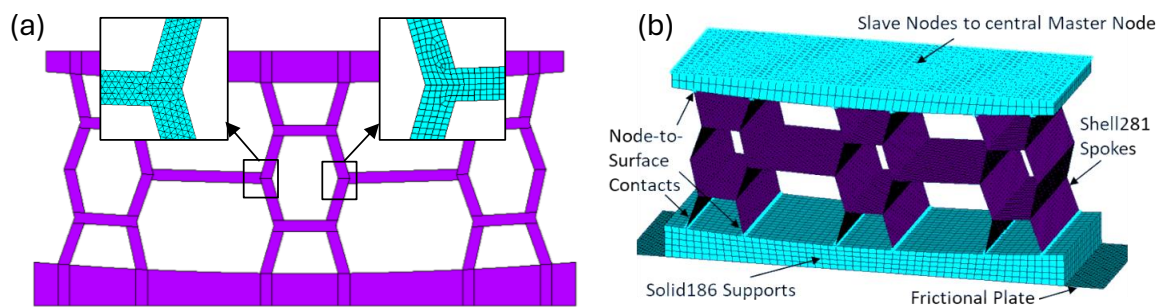 (a)
(b)
Slave Nodes to central Master Node
Node-to-
Surface
Contacts
Shell281
Spokes
Solid186 Supports
Frictional Plate